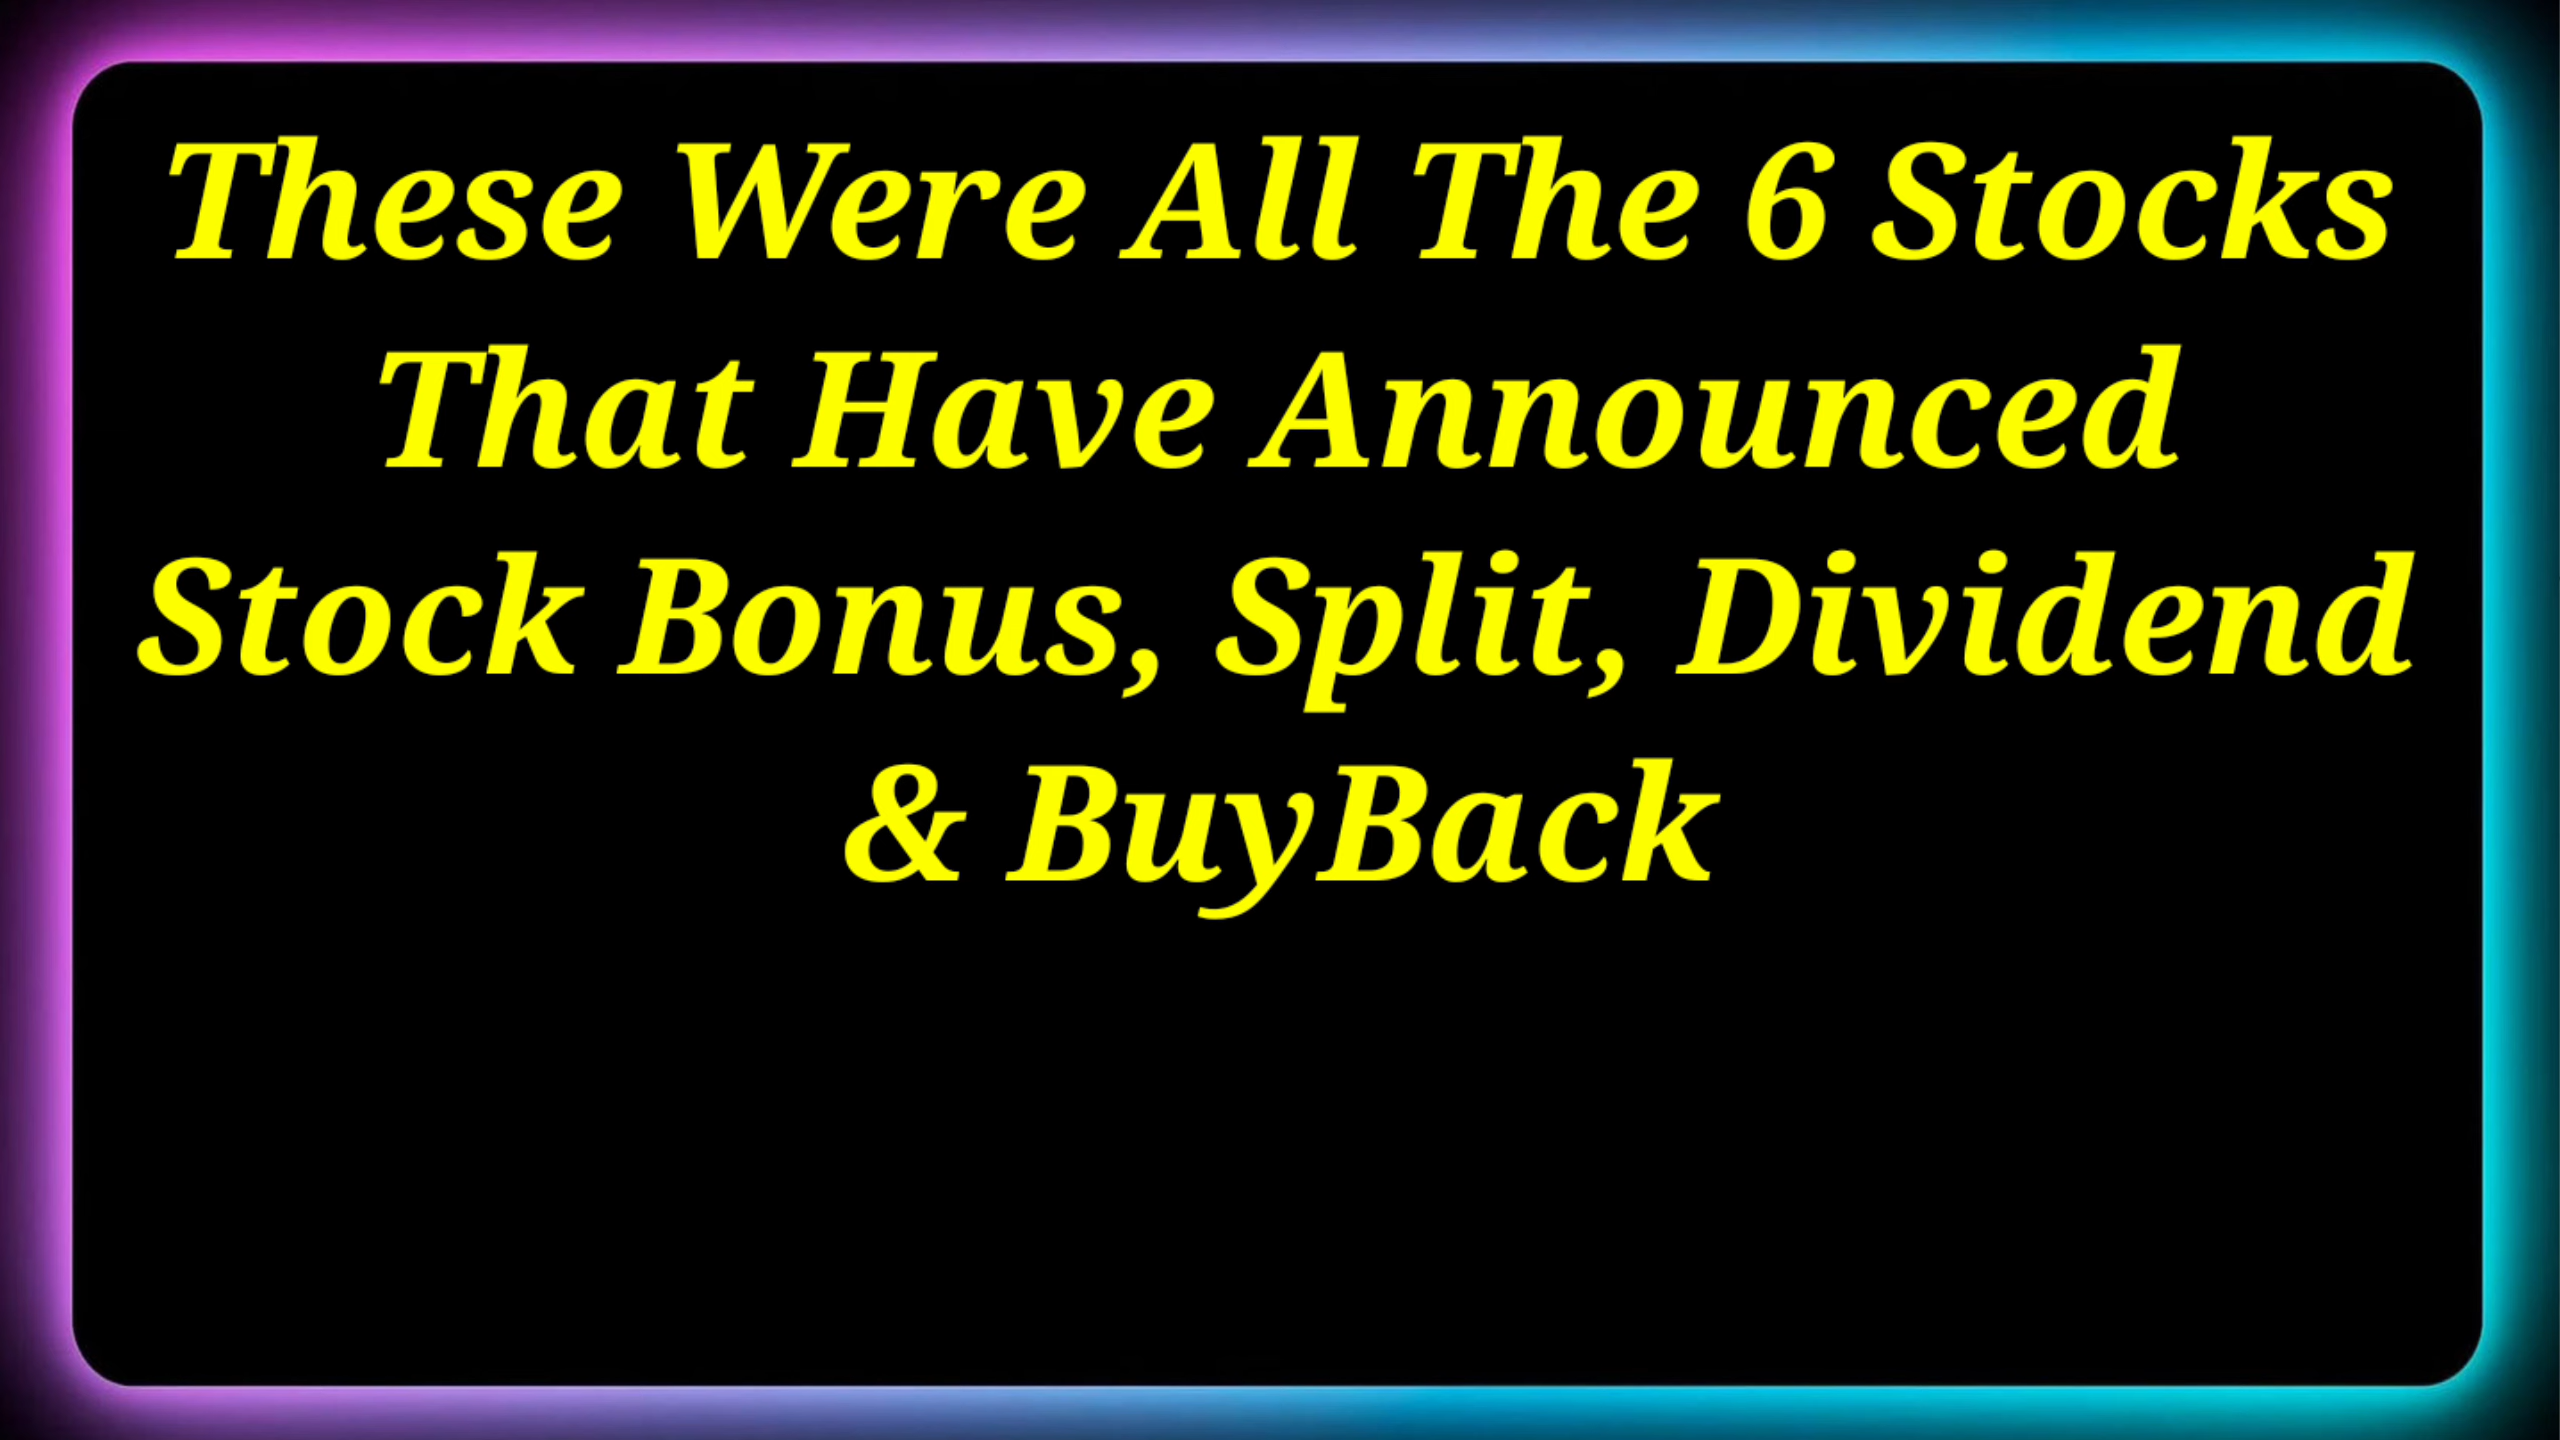 These Were All The 6 Stocks
That Have Announced
Stock Bonus, Split, Dividend
& BuyBack